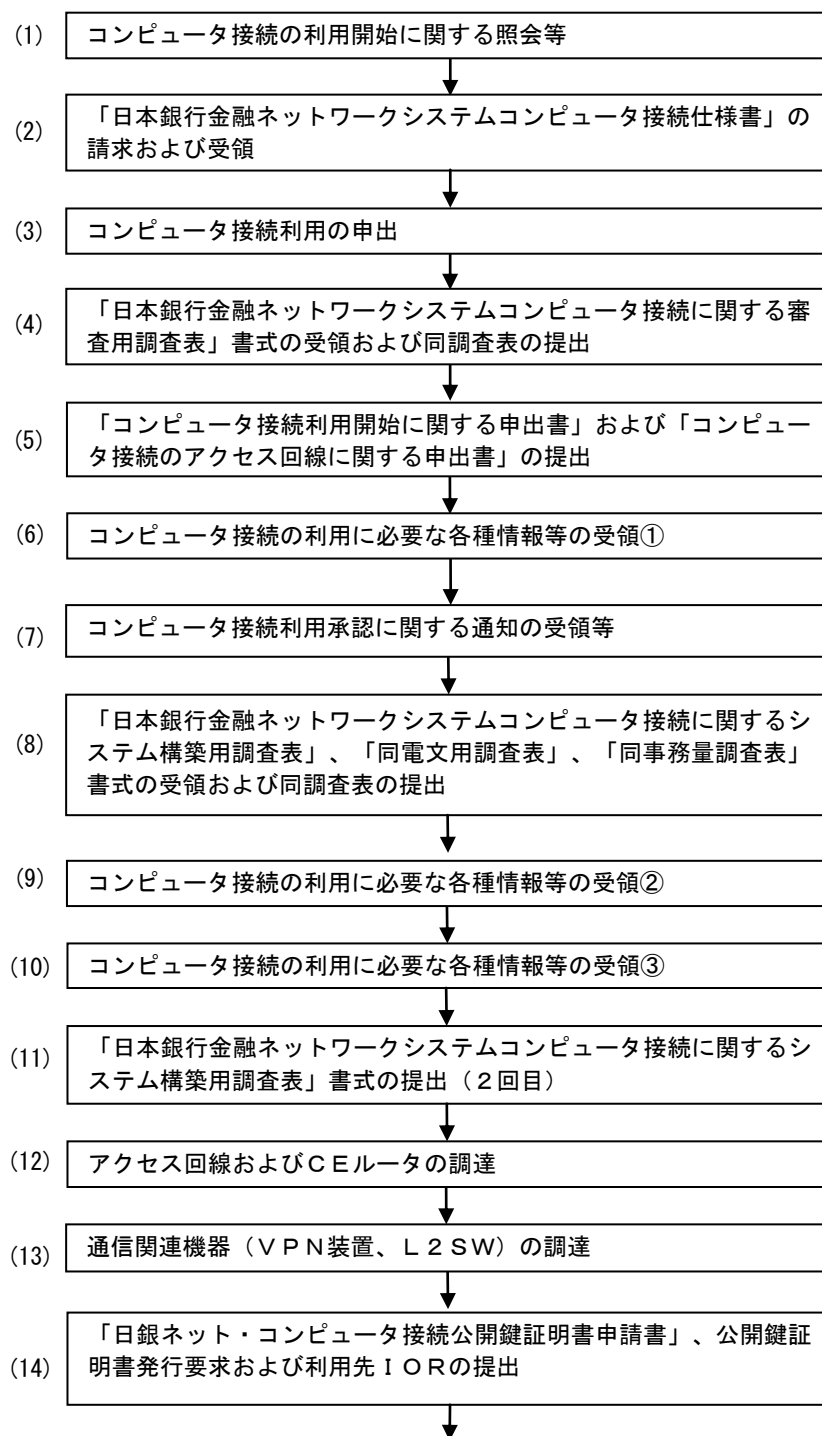 (1) コンピュータ接続の利用開始に関する照会等
(2) 「日本銀行金融ネットワークシステムコンピュータ接続仕様書」の
請求および受領
(3) コンピュータ接続利用の申出
(4) 「日本銀行金融ネットワークシステムコンピュータ接続に関する審
査用調査表」書式の受領および同調査表の提出
(5) 「コンピュータ接続利用開始に関する申出書」および「コンピュー
タ接続のアクセス回線に関する申出書」の提出
(6) コンピュータ接続の利用に必要な各種情報等の受領①
(7) コンピュータ接続利用承認に関する通知の受領等
(8) 「日本銀行金融ネットワークシステムコンピュータ接続に関するシ
ステム構築用調査表」、「同電文用調査表」、「同事務量調査表」
書式の受領および同調査表の提出
(9) コンピュータ接続の利用に必要な各種情報等の受領②
(10) コンピュータ接続の利用に必要な各種情報等の受領③
(11) 「日本銀行金融ネットワークシステムコンピュータ接続に関するシ
ステム構築用調査表」書式の提出（２回目）
(12) アクセス回線およびＣＥルータの調達
(13) 通信関連機器（ＶＰＮ装置、Ｌ２ＳＷ）の調達
(14) 「日銀ネット・コンピュータ接続公開鍵証明書申請書」、公開鍵証
明書発行要求および利用先ＩＯＲの提出